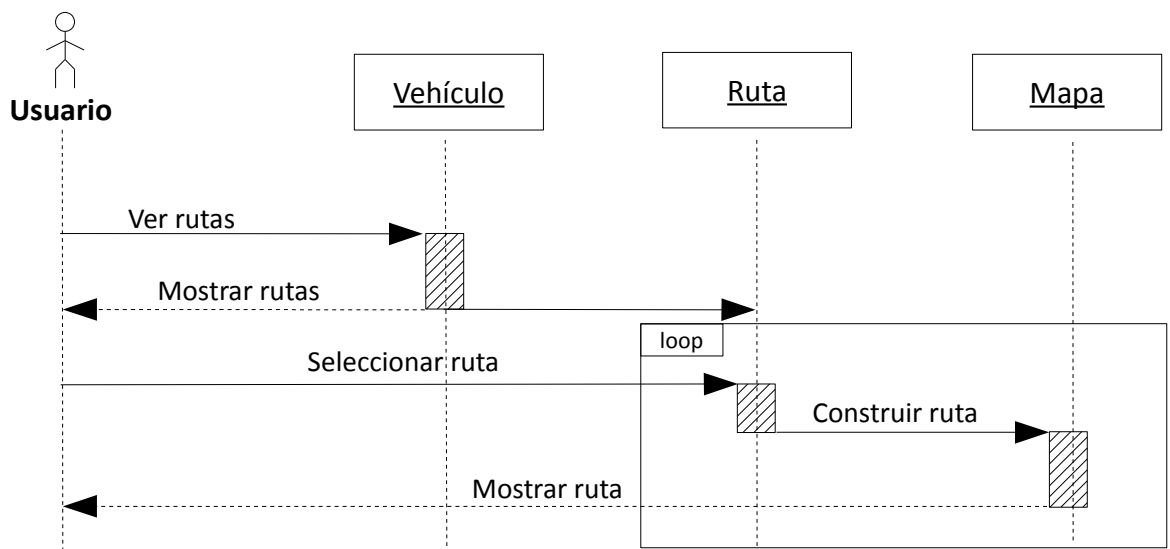 Usuario
Vehículo
Ruta
Mapa
Ver rutas
Mostrar rutas
loop
Seleccionar ruta
Construir ruta
Mostrar ruta